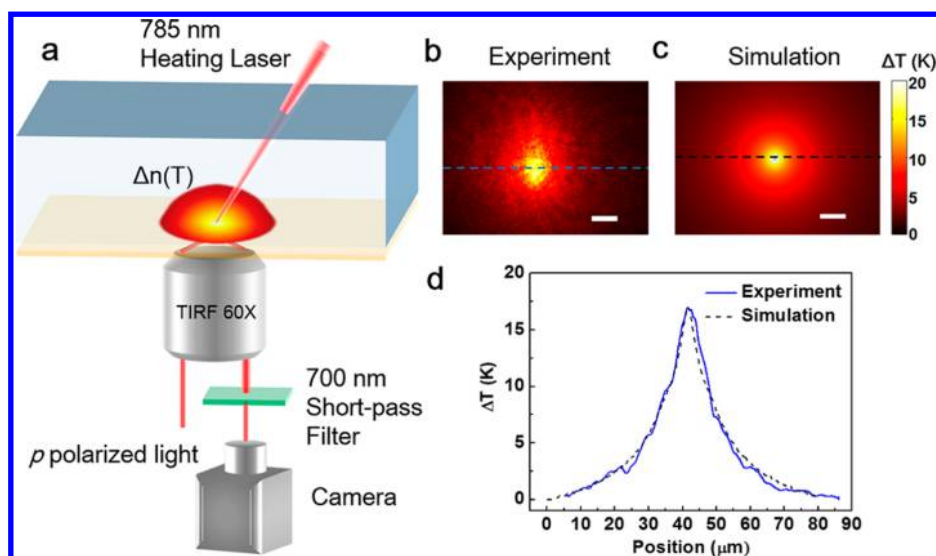 a
785 nm
Heating Laser
Δn(T)
TIRF 60X
700 nm
Short-pass
Filter
p polarized light
Camera
b
Experiment
c
Simulation
ΔT (K)
20
15
10
5
0
d
20
15
10
5
0
ΔT (K)
Experiment
Simulation
0 10 20 30 40 50 60 70 80 90
Position (μm)